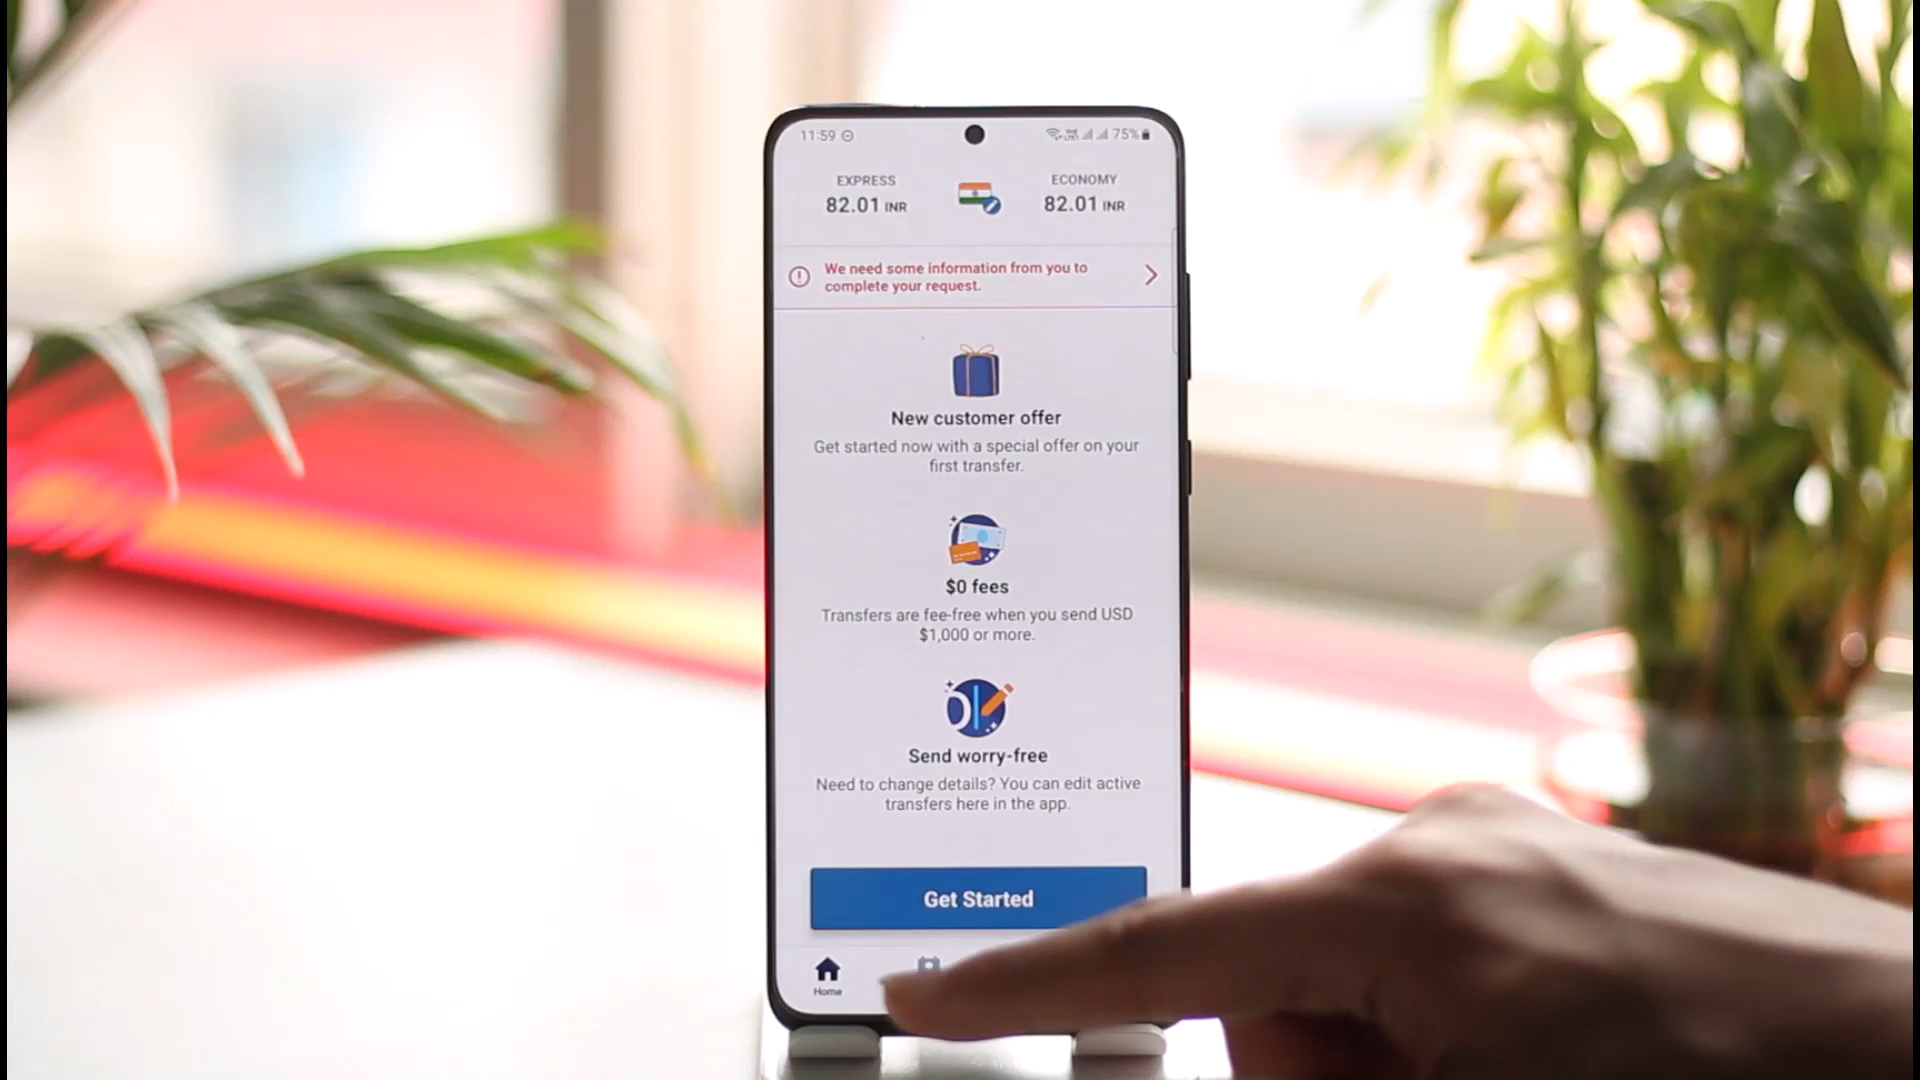 11:59 75%
EXPRESS ECONOMY
82.01 INR 82.01 INR
We need some information from you to
complete your request.
New customer offer
Get started now with a special offer on your
first transfer.
$0 fees
Transfers are fee-free when you send USD
$1,000 or more.
Send worry-free
Need to change details? You can edit active
transfers here in the app.
Get Started
Home